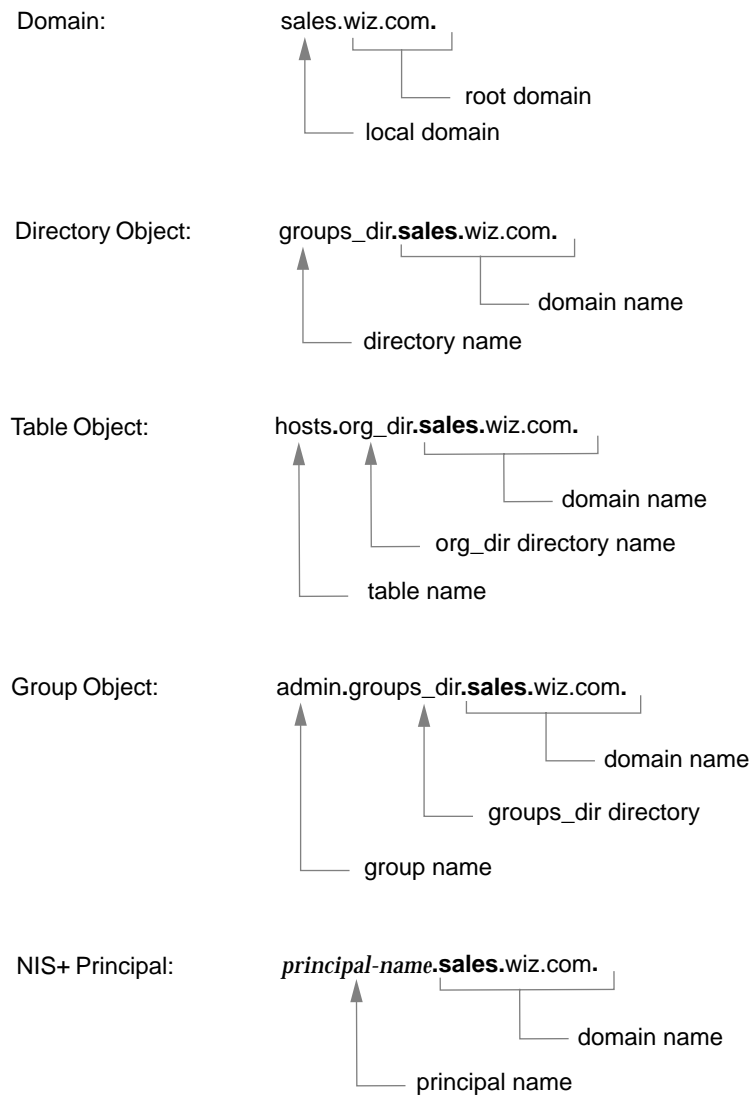 Domain: sales.wiz.com.
root domain
local domain
Directory Object: groups_dir.sales.wiz.com.
domain name
directory name
Table Object: hosts.org_dir.sales.wiz.com.
domain name
org_dir directory name
table name
Group Object: admin.groups_dir.sales.wiz.com.
domain name
groups_dir directory
group name
NIS+ Principal: principal-name.sales.wiz.com.
domain name
principal name